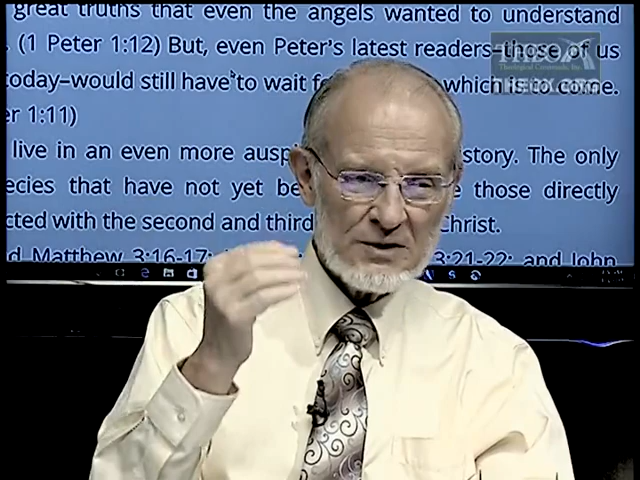 great truths that even the angels wanted to understand
(1 Peter 1:12) But, even Peter's latest readers–those of us
today–would still have to wait which is to come.
er 1:11)
live in an even more story. The only
ecies that have not yet those directly
cted with the second and third Christ.
d Matthew 3:16-17; 3:21-22; and John